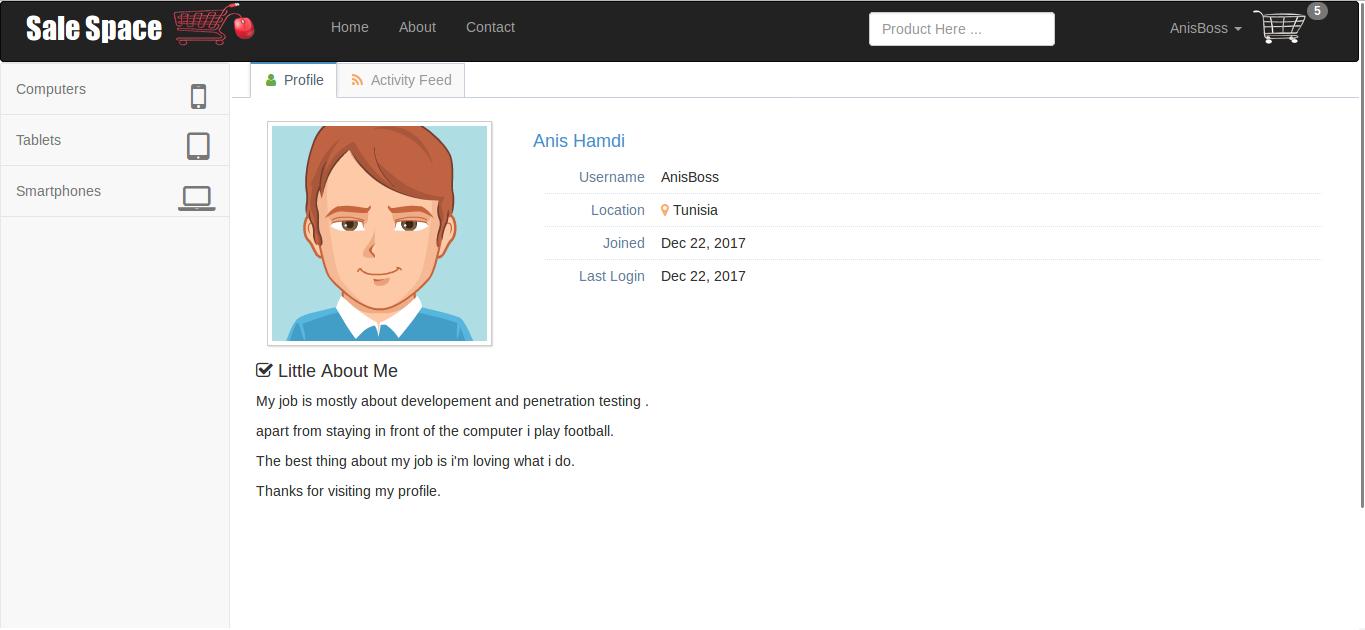 Sale Space
Home About Contact
Product Here ...
AnisBoss
5
Computers
Tablets
Smartphones
Profile
Activity Feed
Anis Hamdi
Username AnisBoss
Location Tunisia
Joined Dec 22, 2017
Last Login Dec 22, 2017
Little About Me
My job is mostly about developement and penetration testing .
apart from staying in front of the computer i play football.
The best thing about my job is i'm loving what i do.
Thanks for visiting my profile.